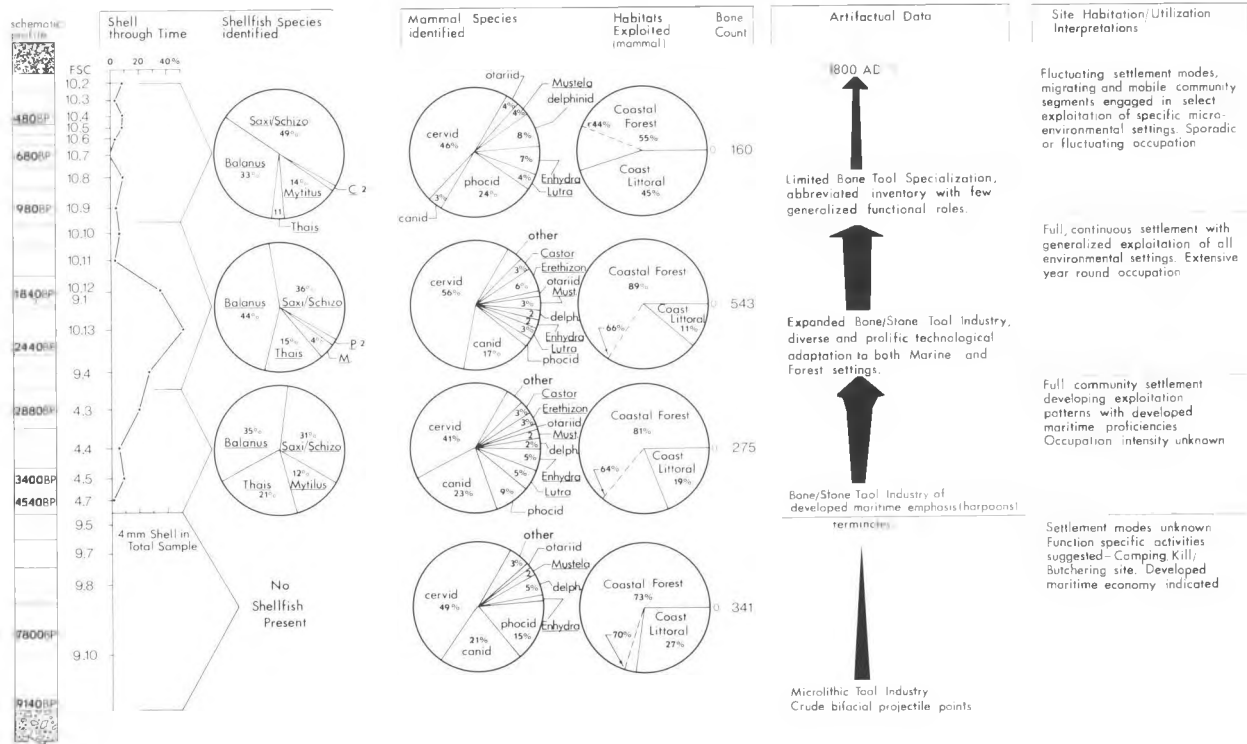 schematic
profile
Shell
through Time
Shellfish Species
identified
Mammal Species
identified
Habitats
Exploited
(mammal)
Bone
Count
Artifactual Data
Site Habitation/Utilization
Interpretations
0 20 40%
FSC
10.2
10.3
10.4
10.5
10.6
10.7
10.8
10.9
10.10
10.11
10.12
9.1
10.13
9.4
4.3
4.4
4.5
4.7
9.5
9.7
9.8
9.10
480BP
680BP
980BP
1840BP
2440BP
2880BP
3400BP
4540BP
7800BP
9140BP
4mm Shell in
Total Sample
Saxi/Schizo
49%
Balanus
33%
14%
Mytitus
C 2
11
Thais
36%
Saxi/Schizo
Balanus
44%
15%
Thais
4%
P 2
M
35%
Balanus
31%
Saxi/Schizo
12%
Mytilus
Thais
21%
No
Shellfish
Present
otariid
Mustela
delphinid
4%
4%
8%
cervid
46%
7%
Enhydra
4%
Lutra
phocid
24%
3%
canid
Coastal
Forest
44%
55%
Coast
Littoral
45%
0 160
other
Castor
3%
Erethizon
6%
otariid
Must
3%
2
delph.
2
3%
Enhydra
Lutra
phocid
cervid
56%
canid
17%
Coastal Forest
89%
66%
Coast
Littoral
11%
0 543
other
Castor
3%
Erethizon
3%
otariid
2
Must
2%
delph.
5%
Enhydra
5%
Lutra
9%
phocid
cervid
41%
canid
23%
Coastal Forest
81%
64%
Coast
Littoral
19%
0 275
other
otariid
3%
Mustela
2
5%
delph.
Enhydra
cervid
49%
phocid
15%
21%
canid
Coastal Forest
73%
70%
Coast
Littoral
27%
0 341
1800 AD
Limited Bone Tool Specialization,
abbreviated inventory with few
generalized functional roles.
Expanded Bone/Stone Tool Industry,
diverse and prolific technological
adaptation to both Marine and
Forest settings.
Bone/Stone Tool Industry of
developed maritime emphasis (harpoons)
terminates
Microlithic Tool Industry
Crude bifacial projectile points
Fluctuating settlement modes,
migrating and mobile community
segments engaged in select
exploitation of specific micro-
environmental settings. Sporadic
or fluctuating occupation
Full, continuous settlement with
generalized exploitation of all
environmental settings. Extensive
year round occupation
Full community settlement
developing exploitation
patterns with developed
maritime proficiencies
Occupation intensity unknown
Settlement modes unknown
Function specific activities
suggested - Camping, Kill/
Butchering site. Developed
maritime economy indicated